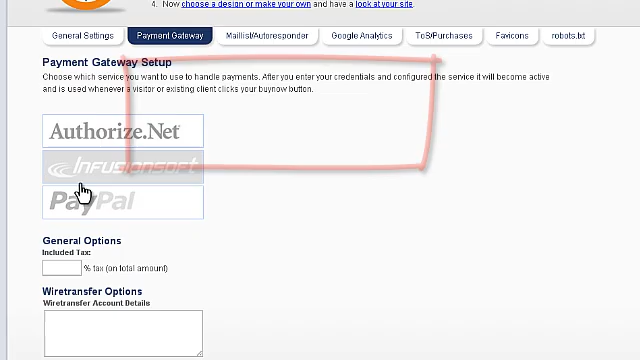 4. Now choose a design or make your own and have a look at your site.
General Settings
Payment Gateway
Maillist/Autoresponder
Google Analytics
ToS/Purchases
Favicons
robots.txt
Payment Gateway Setup
Choose which service you want to use to handle payments. After you enter your credentials and configured the service it will become active
and is used whenever a visitor or existing client clicks your buynow button.
Authorize.Net
Infusionsoft
PayPal
General Options
Included Tax:
% tax (on total amount)
Wiretransfer Options
Wiretransfer Account Details